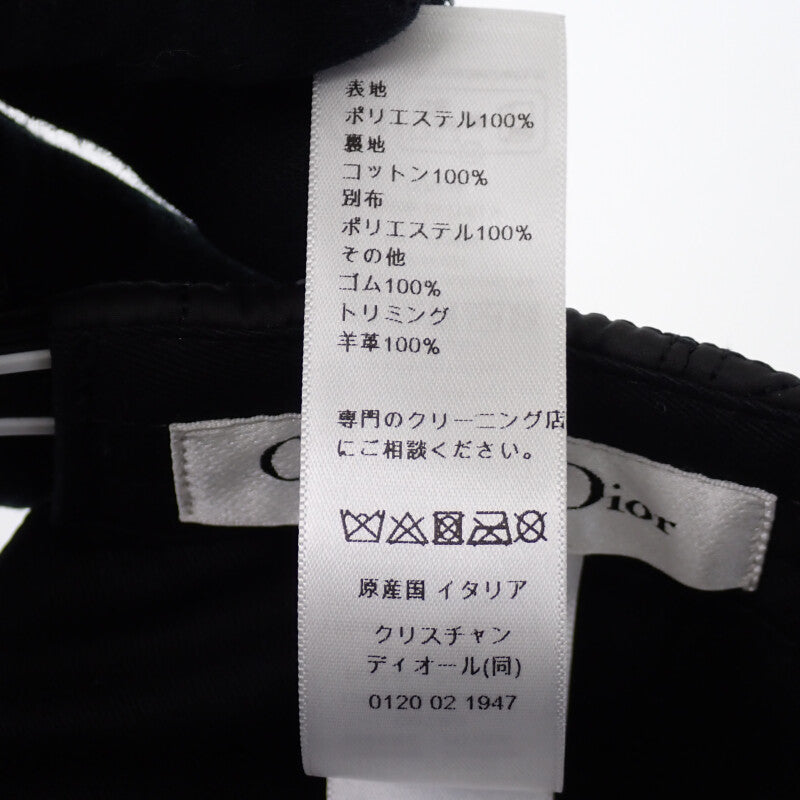 表地
ポリエステル100%
裏地
コットン100%
別布
ポリエステル100%
その他
ゴム100%
トリミング
羊革100%
専門のクリーニング店
にご相談ください。
原産国 イタリア
クリスチャン
ディオール(同)
0120 02 1947
Dior